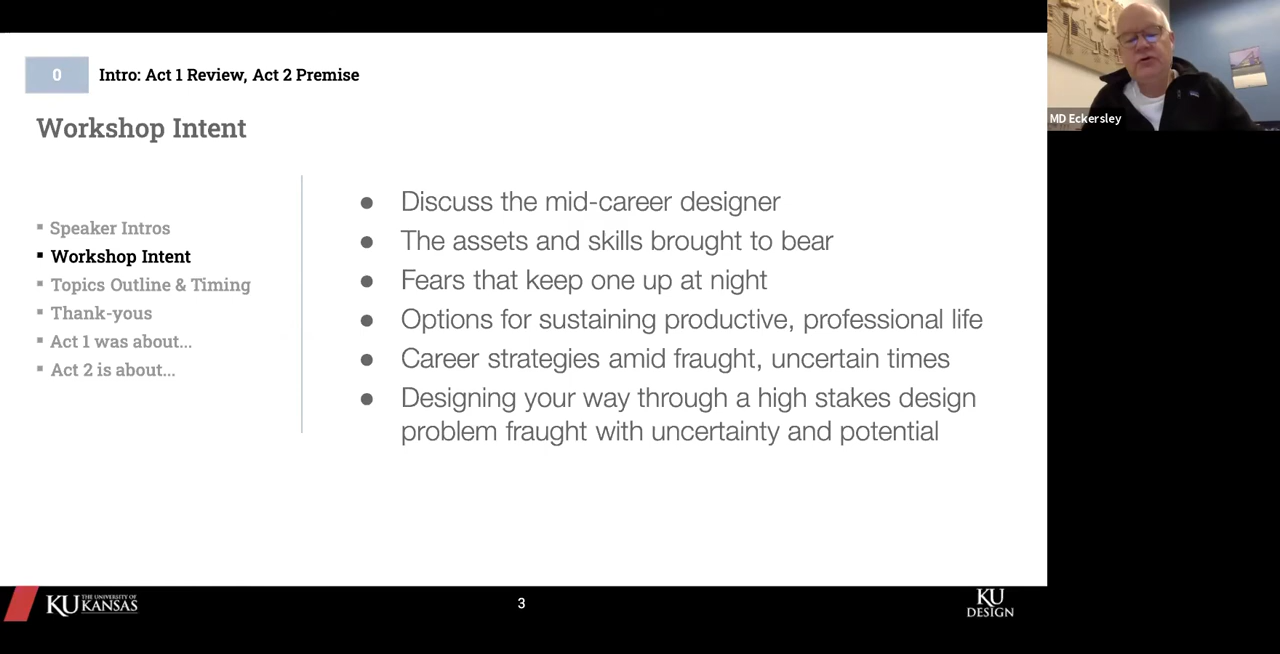 0
Intro: Act 1 Review, Act 2 Premise
Workshop Intent
▪ Speaker Intros
▪ Workshop Intent
▪ Topics Outline & Timing
▪ Thank-yous
▪ Act 1 was about...
▪ Act 2 is about...
● Discuss the mid-career designer
● The assets and skills brought to bear
● Fears that keep one up at night
● Options for sustaining productive, professional life
● Career strategies amid fraught, uncertain times
● Designing your way through a high stakes design
problem fraught with uncertainty and potential
MD Eckersley
KU THE UNIVERSITY OF
KANSAS
3
KU
DESIGN